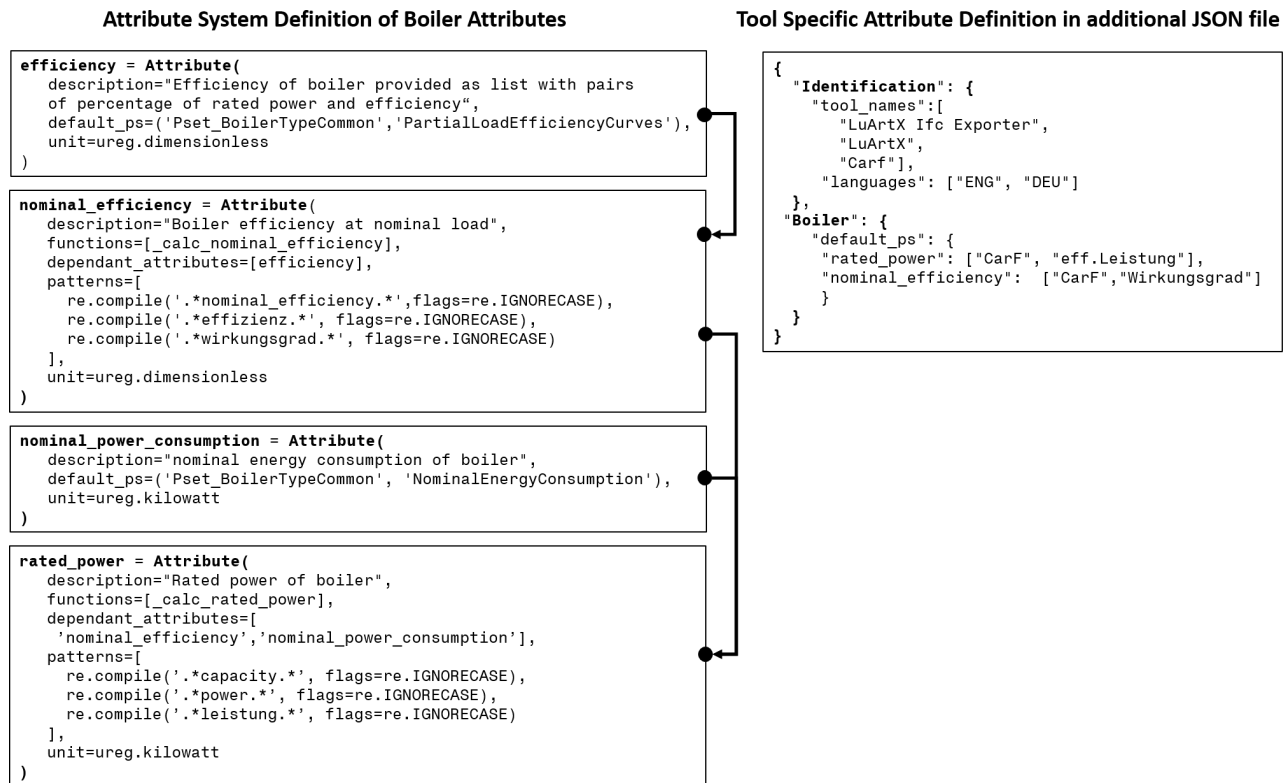 Attribute System Definition of Boiler Attributes
efficiency = Attribute(
description="Efficiency of boiler provided as list with pairs
of percentage of rated power and efficiency“,
default_ps=('Pset_BoilerTypeCommon','PartialLoadEfficiencyCurves'),
unit=ureg.dimensionless
)
nominal_efficiency = Attribute(
description="Boiler efficiency at nominal load",
functions=[_calc_nominal_efficiency],
dependant_attributes=[efficiency],
patterns=[
re.compile('.*nominal_efficiency.*',flags=re.IGNORECASE),
re.compile('.*effizienz.*', flags=re.IGNORECASE),
re.compile('.*wirkungsgrad.*', flags=re.IGNORECASE)
],
unit=ureg.dimensionless
)
nominal_power_consumption = Attribute(
description="nominal energy consumption of boiler",
default_ps=('Pset_BoilerTypeCommon', 'NominalEnergyConsumption'),
unit=ureg.kilowatt
)
rated_power = Attribute(
description="Rated power of boiler",
functions=[_calc_rated_power],
dependant_attributes=[
’nominal_efficiency’,’nominal_power_consumption’],
patterns=[
re.compile(’.*capacity.*’, flags=re.IGNORECASE),
re.compile(’.*power.*’, flags=re.IGNORECASE),
re.compile(’.*leistung.*’, flags=re.IGNORECASE)
],
unit=ureg.kilowatt
)
Tool Specific Attribute Definition in additional JSON file
{
"Identification": {
"tool_names":[
"LuArtX Ifc Exporter",
"LuArtX",
"Carf"],
"languages": ["ENG", "DEU"]
},
"Boiler": {
"default_ps": {
"rated_power": ["CarF", "eff.Leistung"],
"nominal_efficiency": ["CarF","Wirkungsgrad"]
}
}
}